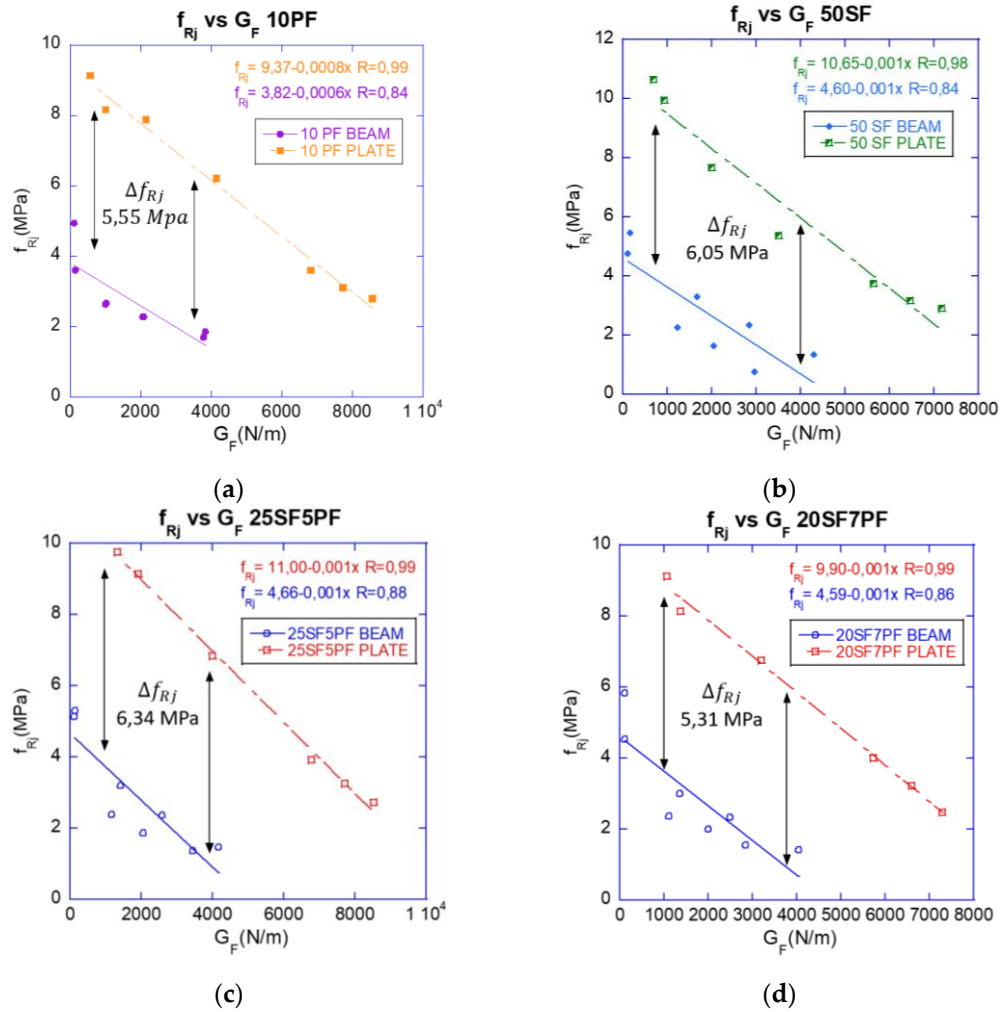 f_Rj vs G_F 10PF
f_Rj= 9,37-0,0008x R=0,99
f_Rj= 3,82-0,0006x R=0,84
10 PF BEAM
10 PF PLATE
Δf_Rj
5,55 Mpa
f_Rj(MPa)
10
8
6
4
2
0
0
2000
4000
6000
8000
1 0^4
G_F(N/m)
(a)
f_Rj vs G_F 50SF
f_Rj= 10,65-0,001x R=0,98
f_Rj= 4,60-0,001x R=0,84
50 SF BEAM
50 SF PLATE
Δf_Rj
6,05 MPa
f_Rj(MPa)
12
10
8
6
4
2
0
0
1000
2000
3000
4000
5000
6000
7000
8000
G_F(N/m)
(b)
f_Rj vs G_F 25SF5PF
f_Rj= 11,00-0,001x R=0,99
f_Rj= 4,66-0,001x R=0,88
25SF5PF BEAM
25SF5PF PLATE
Δf_Rj
6,34 MPa
f_Rj(MPa)
10
8
6
4
2
0
0
2000
4000
6000
8000
1 0^4
G_F(N/m)
(c)
f_Rj vs G_F 20SF7PF
f_Rj= 9,90-0,001x R=0,99
f_Rj= 4,59-0,001x R=0,86
20SF7PF BEAM
20SF7PF PLATE
Δf_Rj
5,31 MPa
f_Rj(MPa)
10
8
6
4
2
0
0
1000
2000
3000
4000
5000
6000
7000
8000
G_F(N/m)
(d)